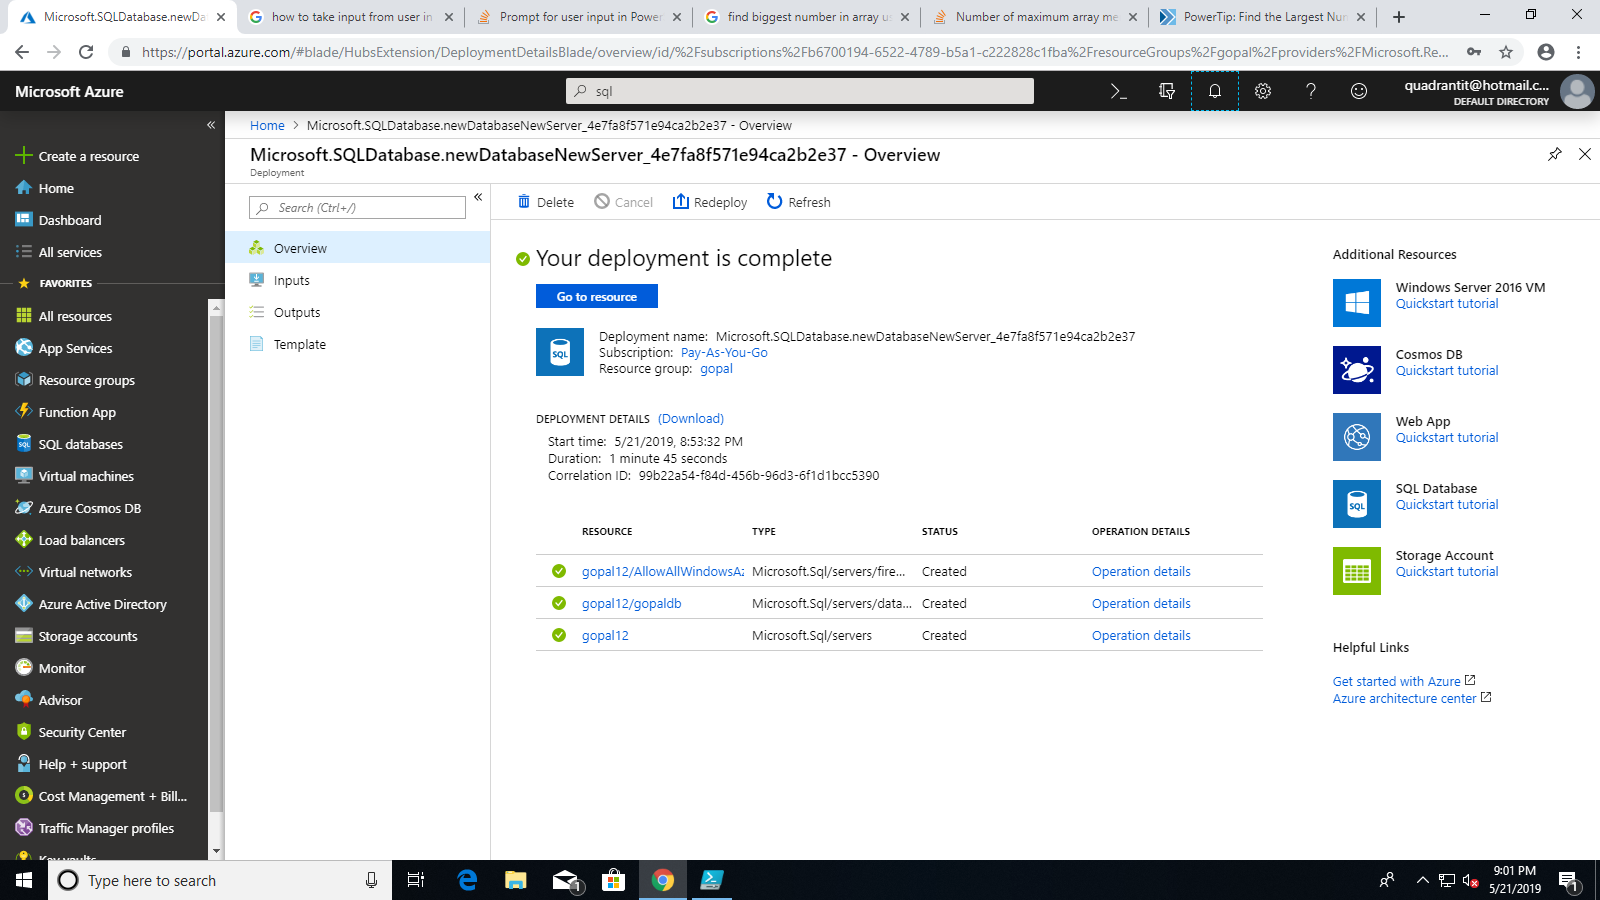 Microsoft.SQLDatabase.newDat
how to take input from user in
Prompt for user input in Power
find biggest number in array u
Number of maximum array me
PowerTip: Find the Largest Num
https://portal.azure.com/#blade/HubsExtension/DeploymentDetailsBlade/overview/id/%2Fsubscriptions%2Fb6700194-6522-4789-b5a1-c222828c1fba%2FresourceGroups%2Fgopal%2Fproviders%2FMicrosoft.Re...
Microsoft Azure
sql
quadrantit@hotmail.c...
DEFAULT DIRECTORY
Create a resource
Home
Dashboard
All services
FAVORITES
All resources
App Services
Resource groups
Function App
SQL databases
Virtual machines
Azure Cosmos DB
Load balancers
Virtual networks
Azure Active Directory
Storage accounts
Monitor
Advisor
Security Center
Help + support
Cost Management + Bill...
Traffic Manager profiles
Key vaults
Home > Microsoft.SQLDatabase.newDatabaseNewServer_4e7fa8f571e94ca2b2e37 - Overview
Microsoft.SQLDatabase.newDatabaseNewServer_4e7fa8f571e94ca2b2e37 - Overview
Deployment
Search (Ctrl+/)
Overview
Inputs
Outputs
Template
Delete
Cancel
Redeploy
Refresh
Your deployment is complete
Go to resource
SQL
Deployment name: Microsoft.SQLDatabase.newDatabaseNewServer_4e7fa8f571e94ca2b2e37
Subscription: Pay-As-You-Go
Resource group: gopal
DEPLOYMENT DETAILS (Download)
Start time: 5/21/2019, 8:53:32 PM
Duration: 1 minute 45 seconds
Correlation ID: 99b22a54-f84d-456b-96d3-6f1d1bcc5390
RESOURCE TYPE STATUS OPERATION DETAILS
gopal12/AllowAllWindowsAz Microsoft.Sql/servers/fire... Created Operation details
gopal12/gopaldb Microsoft.Sql/servers/data... Created Operation details
gopal12 Microsoft.Sql/servers Created Operation details
Additional Resources
Windows Server 2016 VM
Quickstart tutorial
Cosmos DB
Quickstart tutorial
Web App
Quickstart tutorial
SQL
SQL Database
Quickstart tutorial
Storage Account
Quickstart tutorial
Helpful Links
Get started with Azure
Azure architecture center
Type here to search
1
9:01 PM
5/21/2019
1